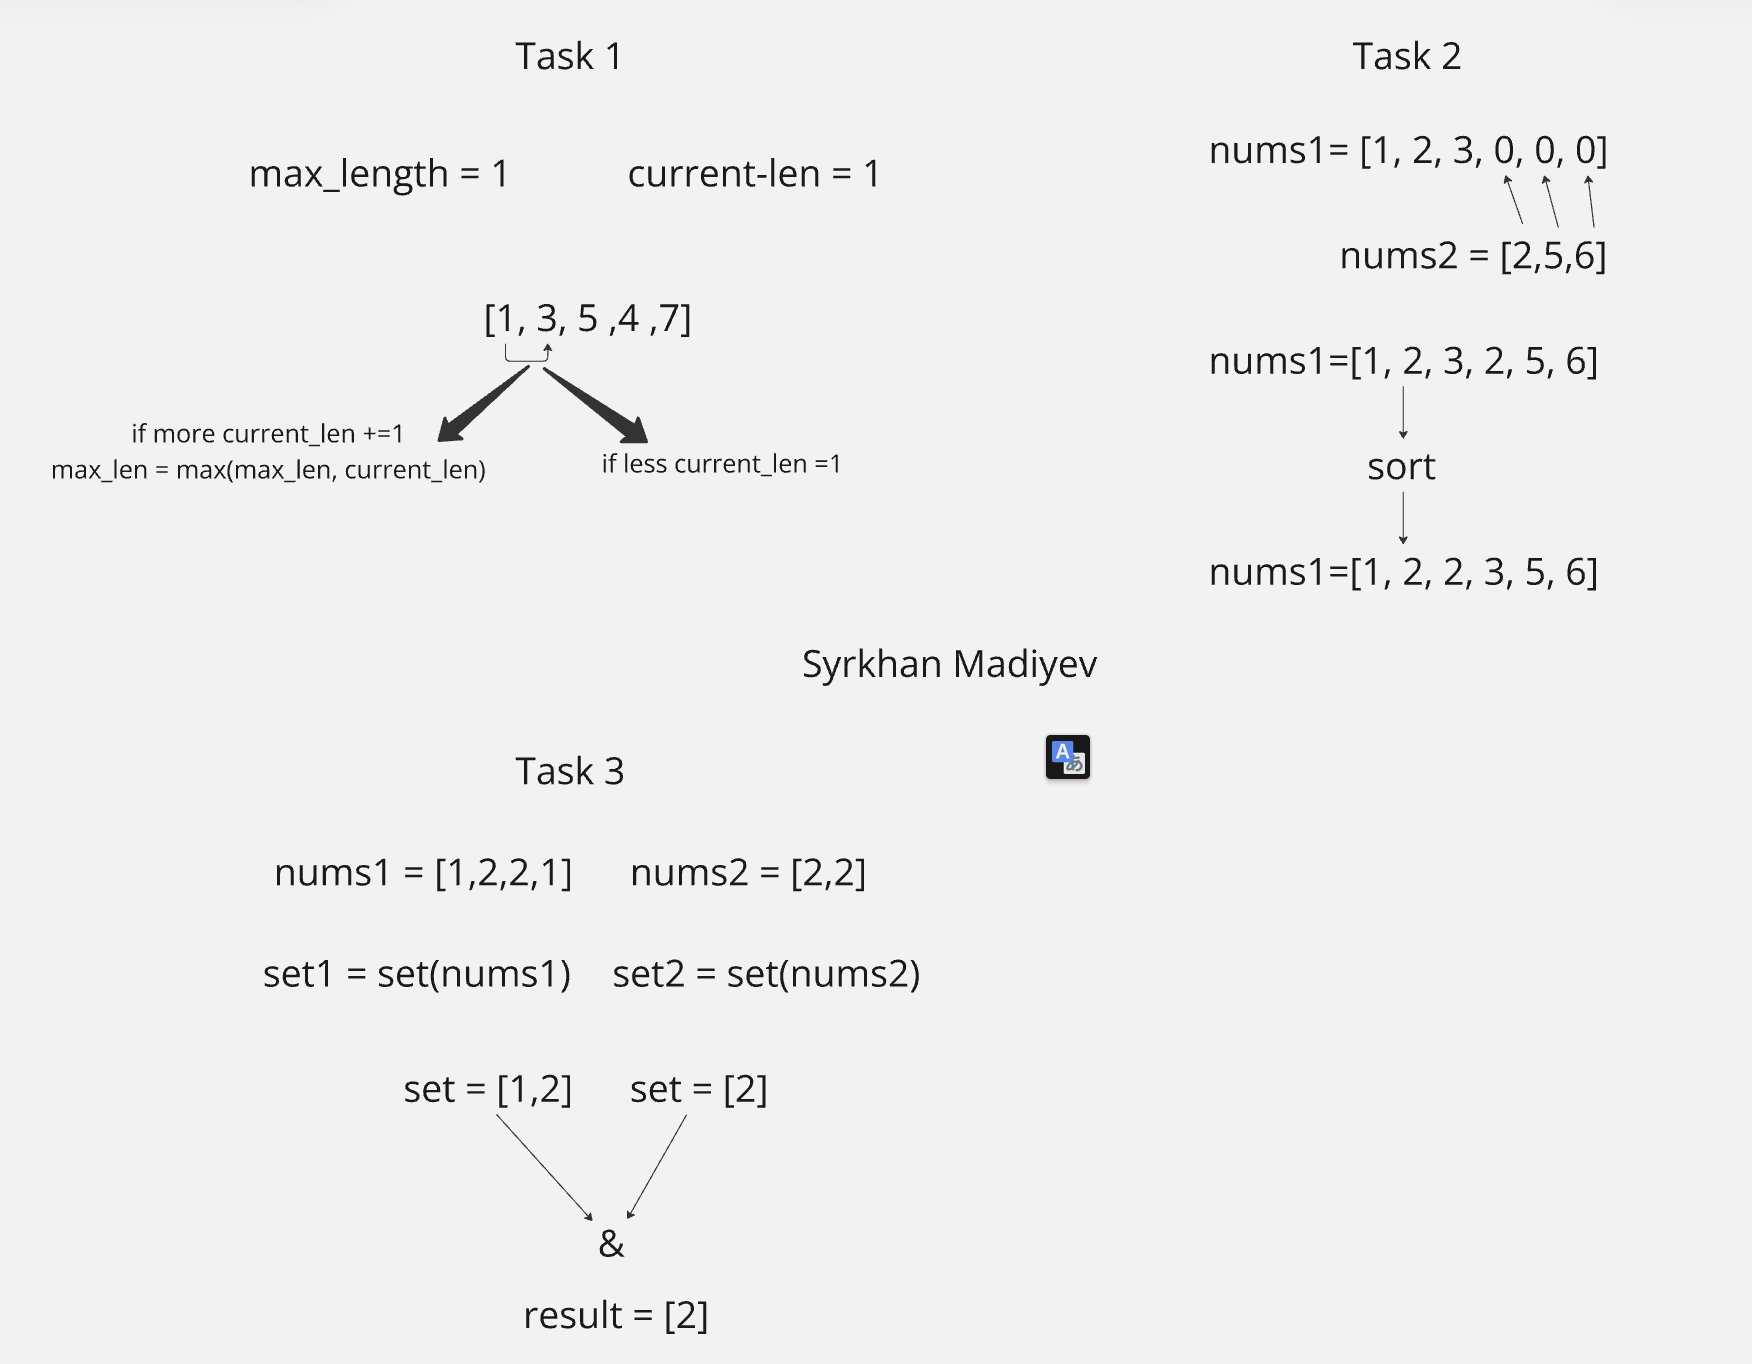 Task 1
max_length = 1
current-len = 1
[1, 3, 5 ,4 ,7]
if more current_len +=1
max_len = max(max_len, current_len)
if less current_len =1
Task 2
nums1= [1, 2, 3, 0, 0, 0]
nums2 = [2,5,6]
nums1=[1, 2, 3, 2, 5, 6]
sort
nums1=[1, 2, 2, 3, 5, 6]
Syrkhan Madiyev
A
あ
Task 3
nums1 = [1,2,2,1]
nums2 = [2,2]
set1 = set(nums1)
set2 = set(nums2)
set = [1,2]
set = [2]
&
result = [2]